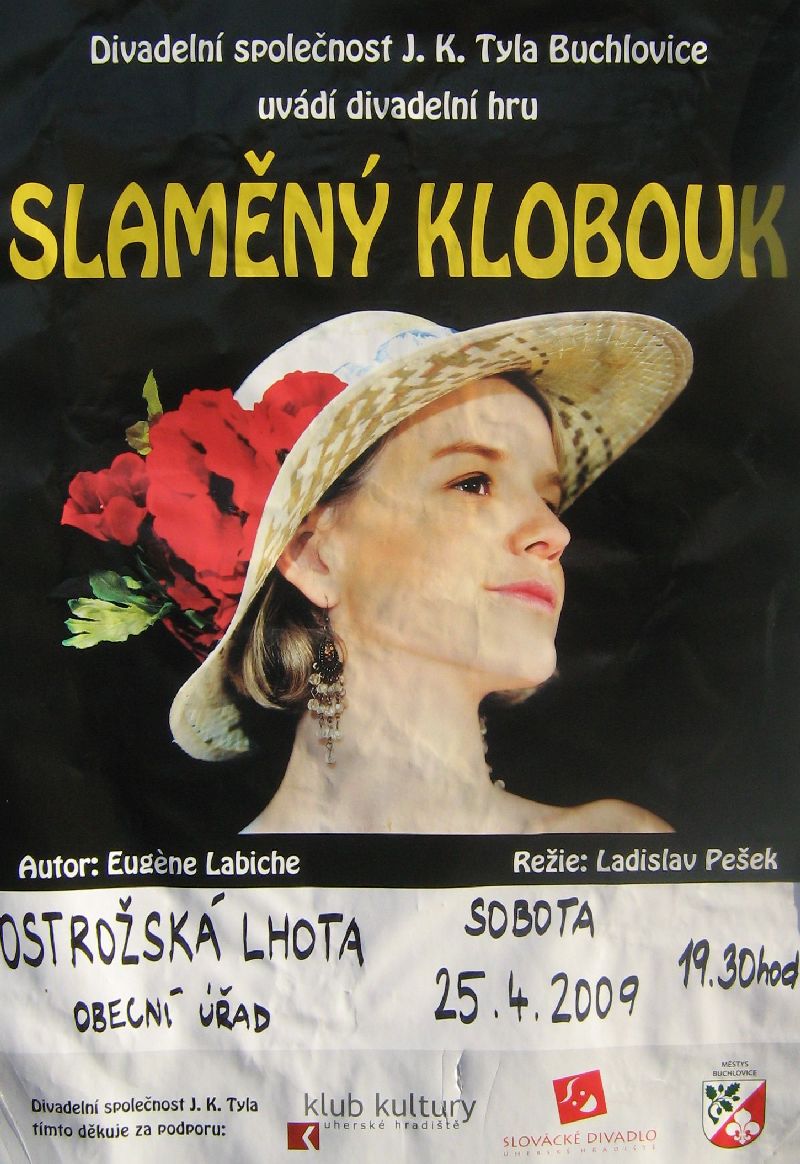 Divadelní společnost J. K. Tyla Buchlovice
uvádí divadelní hru
SLAMĚNÝ KLOBOUK
Autor: Eugène Labiche
Režie: Ladislav Pešek
OSTROŽSKÁ LHOTA
OBECNÍ ÚŘAD
SOBOTA
25.4.2009
19.30hod
Divadelní společnost J. K. Tyla
tímto děkuje za podporu:
klub kultury
uherské hradiště
SLOVÁCKÉ DIVADLO
UHERSKÉ HRADIŠTĚ
MĚSTYS
BUCHLOVICE